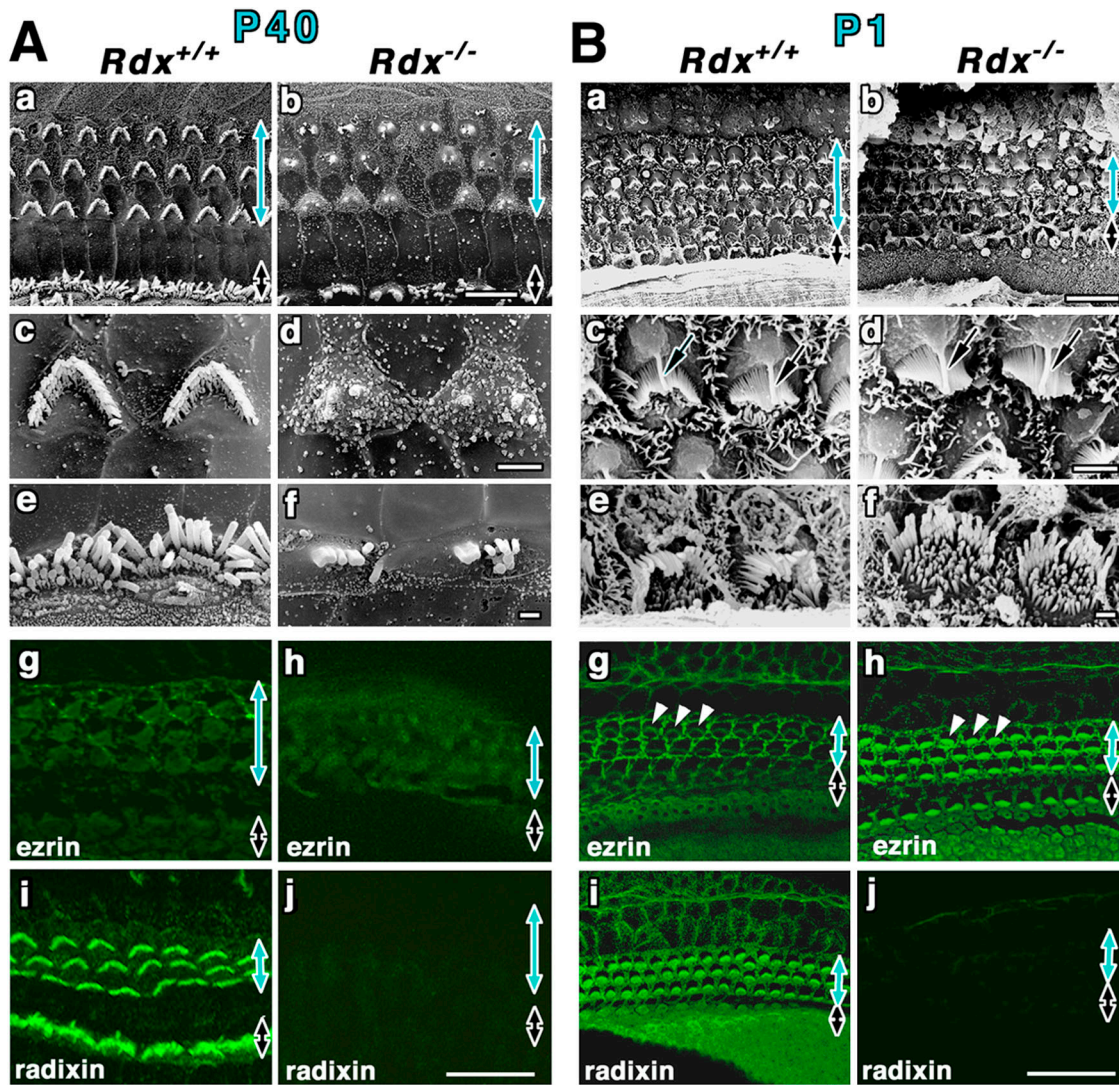 A P40 B P1
Rdx+/+ Rdx-/- Rdx+/+ Rdx-/-
a b a b
c d c d
e f e f
g h g h
ezrin ezrin ezrin ezrin
i j i j
radixin radixin radixin radixin